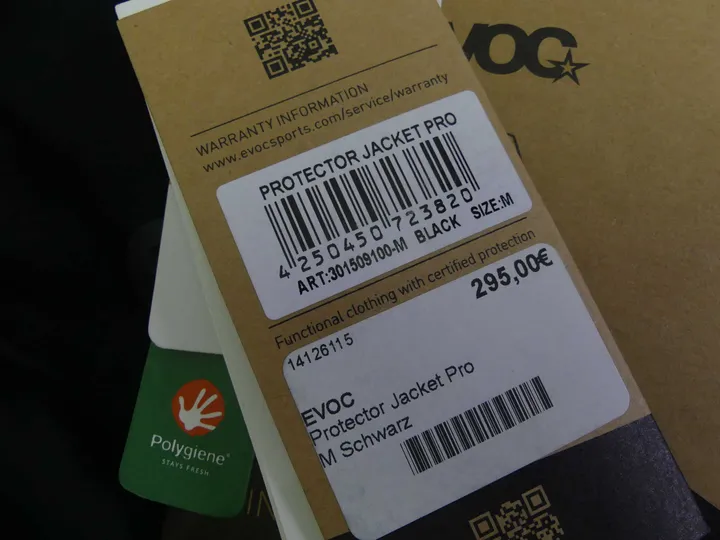 EVOC
WARRANTY INFORMATION
www.evocsports.com/service/warranty
PROTECTOR JACKET PRO
4 250450 723820
ART:301509100-M BLACK SIZE:M
Functional clothing with certified protection
295,00€
14126115
EVOC
Protector Jacket Pro
M Schwarz
Polygiene®
STAYS FRESH
IN